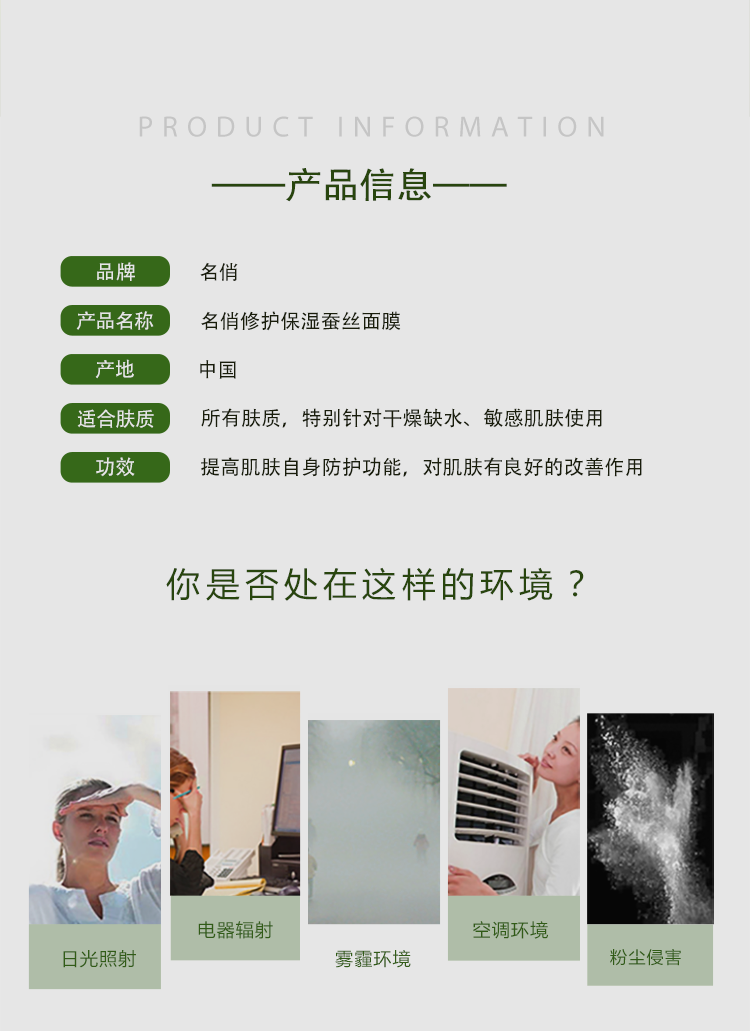 PRODUCT INFORMATION
——产品信息——
品牌 名俏
产品名称 名俏修护保湿蚕丝面膜
产地 中国
适合肤质 所有肤质，特别针对干燥缺水、敏感肌肤使用
功效 提高肌肤自身防护功能，对肌肤有良好的改善作用
你是否处在这样的环境？
日光照射 电器辐射 雾霾环境 空调环境 粉尘侵害